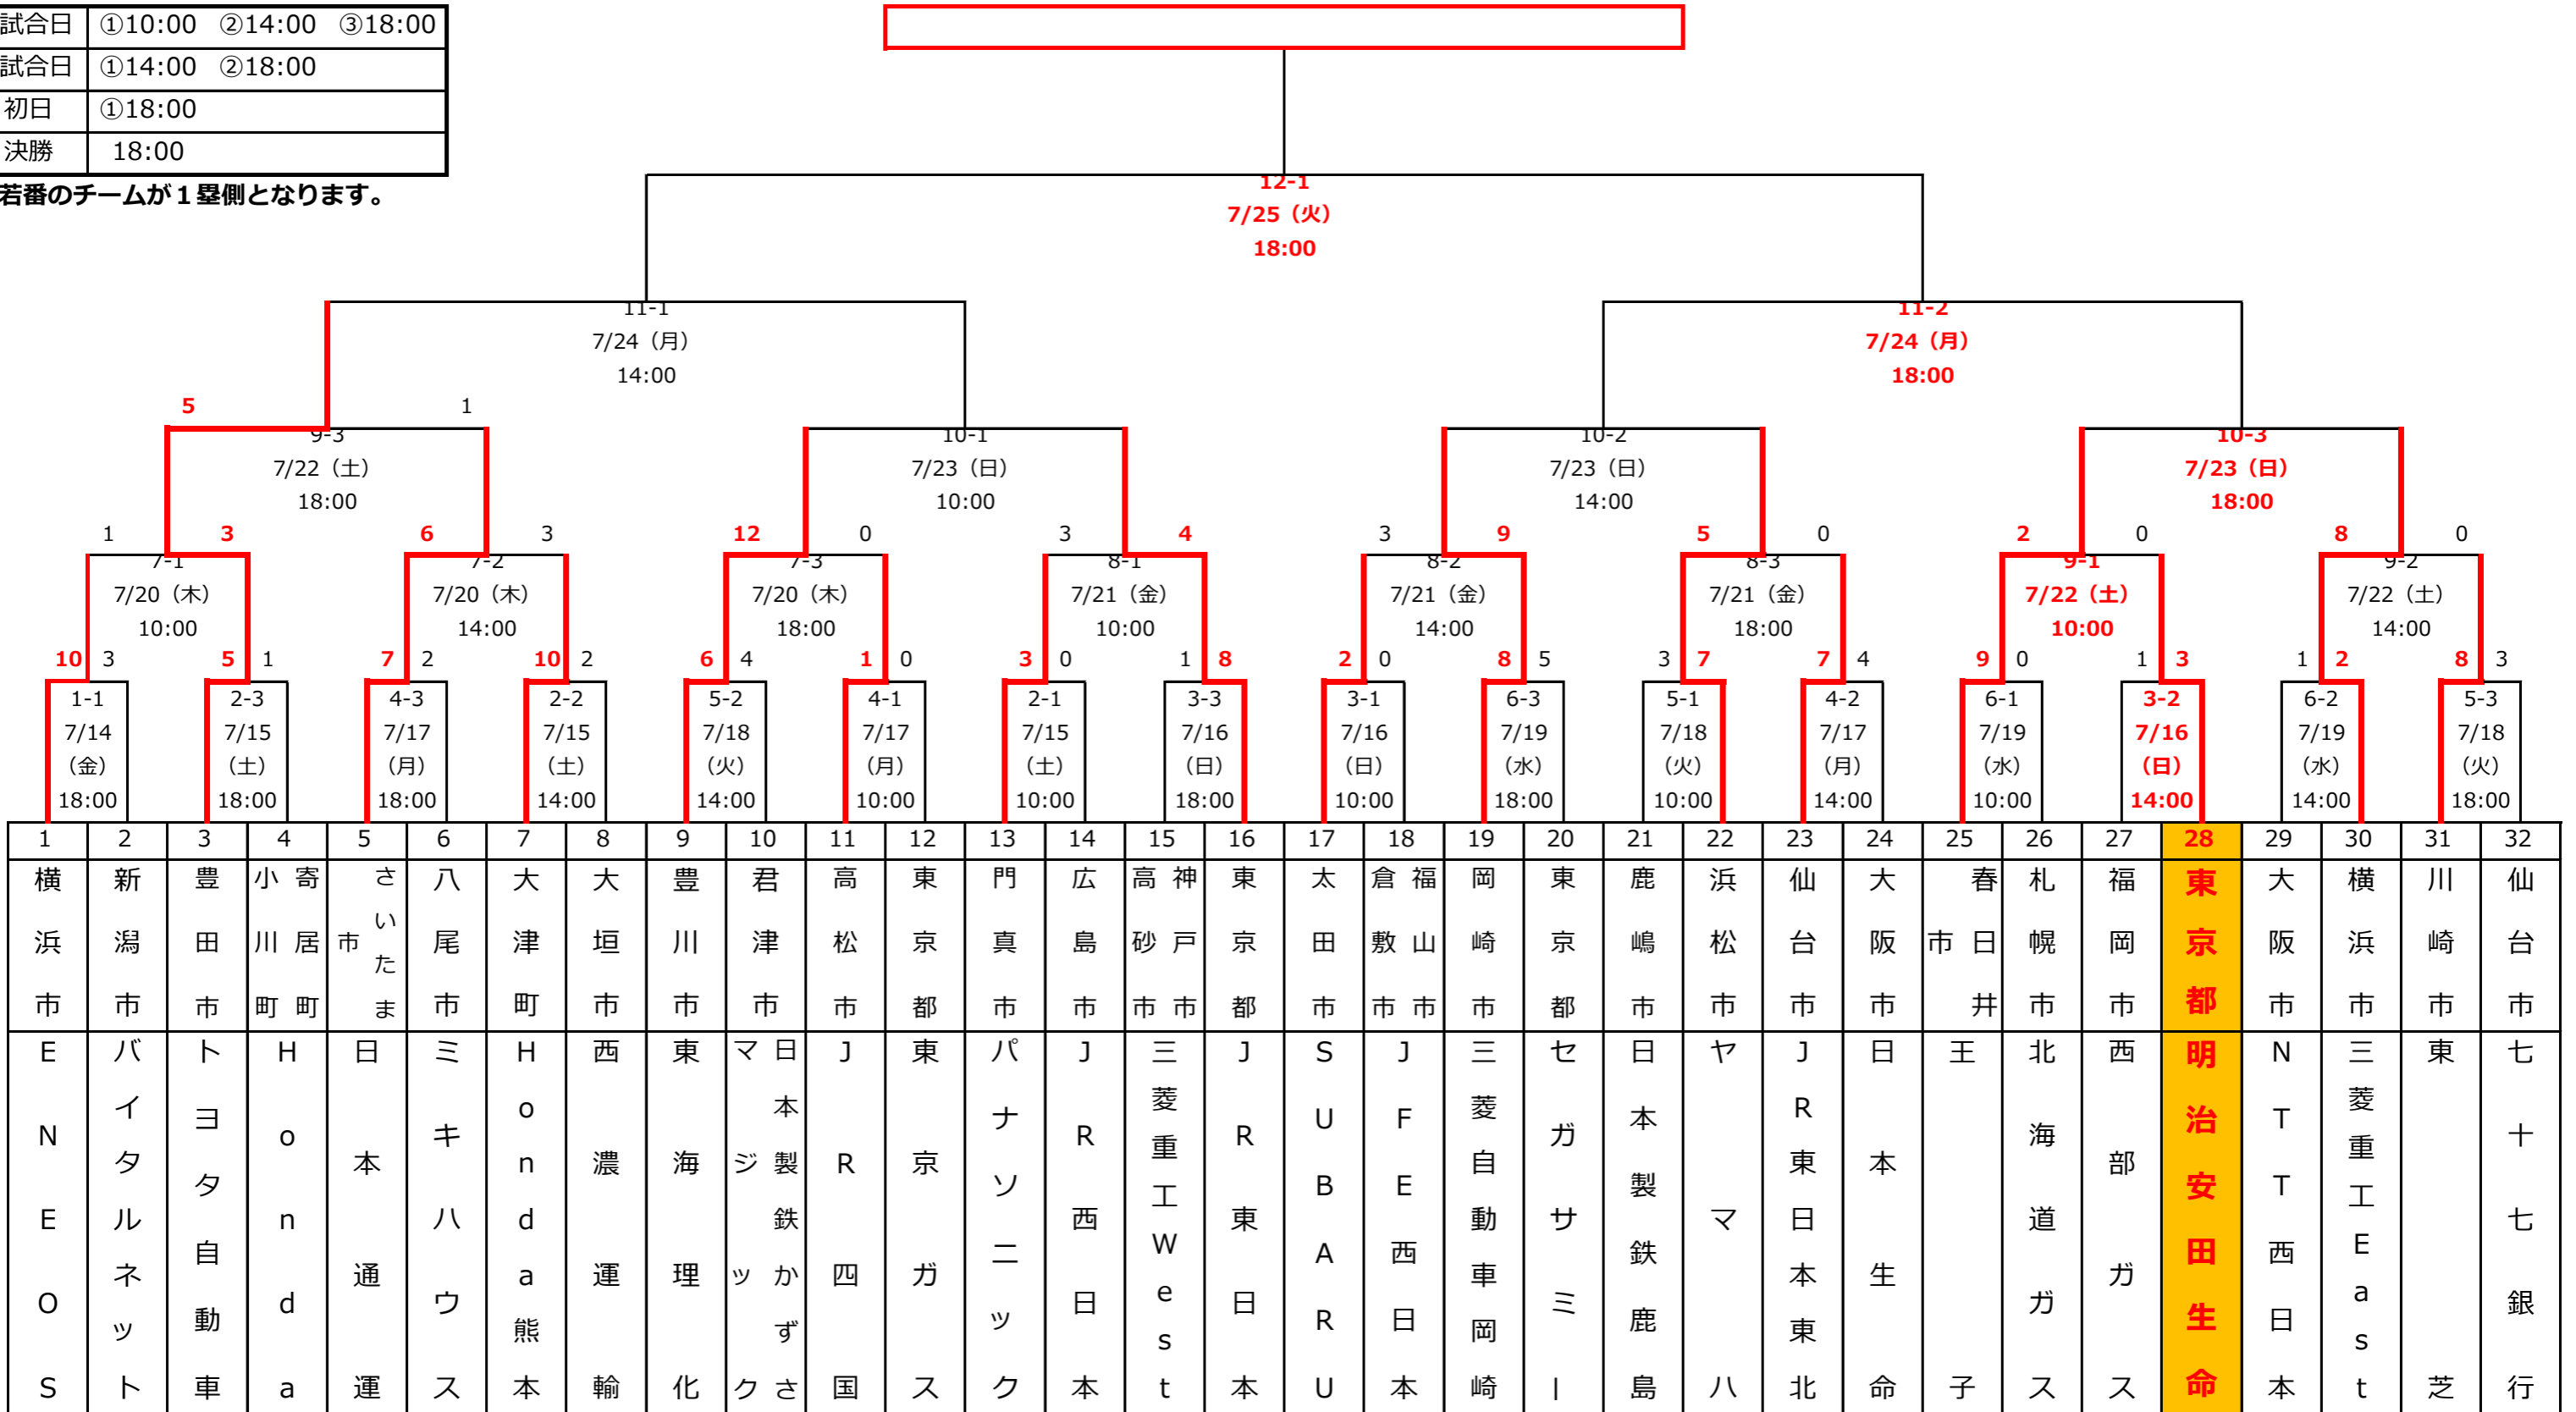 試合日 ①10:00 ②14:00 ③18:00
試合日 ①14:00 ②18:00
初日 ①18:00
決勝 18:00
若番のチームが１塁側となります。
12-1
7/25（火）
18:00
11-1 11-2
7/24（月） 7/24（月）
14:00 18:00
5 1
9-3 10-1 10-2 10-3
7/22（土） 7/23（日） 7/23（日） 7/23（日）
18:00 10:00 14:00 18:00
1 3 6 3 12 0 3 4 3 9 5 0 2 0 8 0
7-1 7-2 7-3 8-1 8-2 8-3 9-1 9-2
7/20（木） 7/20（木） 7/20（木） 7/21（金） 7/21（金） 7/21（金） 7/22（土） 7/22（土）
10:00 14:00 18:00 10:00 14:00 18:00 10:00 14:00
10 3 5 1 7 2 10 2 6 4 1 0 3 0 1 8 2 0 8 5 3 7 7 4 9 0 1 3 1 2 8 3
1-1 2-3 4-3 2-2 5-2 4-1 2-1 3-3 3-1 6-3 5-1 4-2 6-1 3-2 6-2 5-3
7/14 7/15 7/17 7/15 7/18 7/17 7/15 7/16 7/16 7/19 7/18 7/17 7/19 7/16 7/19 7/18
（金） （土） （月） （土） （火） （月） （土） （日） （日） （水） （火） （月） （水） （日） （水） （火）
18:00 18:00 18:00 14:00 14:00 10:00 10:00 18:00 10:00 18:00 10:00 14:00 10:00 14:00 14:00 18:00
1 2 3 4 5 6 7 8 9 10 11 12 13 14 15 16 17 18 19 20 21 22 23 24 25 26 27 28 29 30 31 32
横浜市
新潟市
豊田市
寄居町
小川町
さいたま市
八尾市
大津町
大垣市
豊川市
君津市
高松市
東京都
門真市
広島市
神戸市
高砂市
東京都
太田市
福山市
倉敷市
岡崎市
東京都
鹿嶋市
浜松市
仙台市
大阪市
春日井市
札幌市
福岡市
東京都
大阪市
横浜市
川崎市
仙台市
ENEOS
バイタルネット
トヨタ自動車
Honda
日本通運
ミキハウス
Honda熊本
西濃運輸
東海理化
日本製鉄かずさ
マジック
JR四国
東京ガス
パナソニック
JR西日本
三菱重工West
JR東日本
SUBARU
JFE西日本
三菱自動車岡崎
セガサミー
日本製鉄鹿島
ヤマハ
JR東日本東北
日本生命
王子
北海道ガス
西部ガス
明治安田生命
NTT西日本
三菱重工East
東芝
七十七銀行